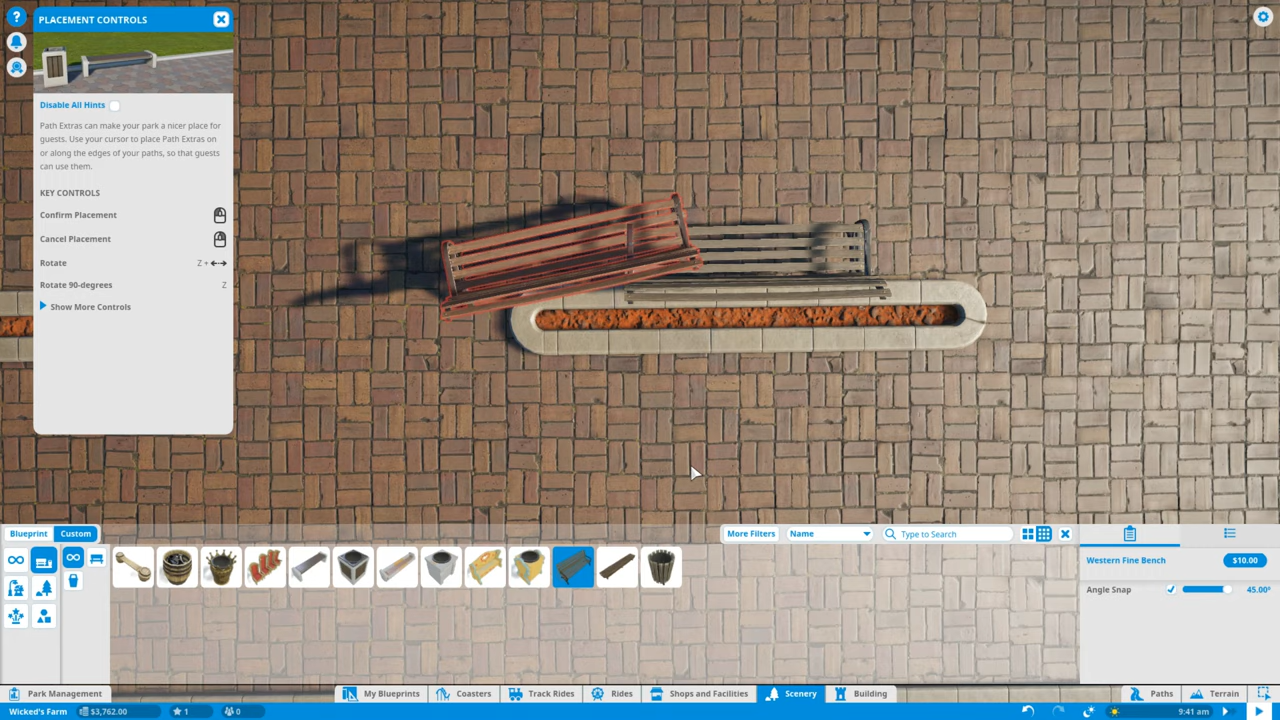 PLACEMENT CONTROLS
Disable All Hints
Path Extras can make your park a nicer place for
guests. Use your cursor to place Path Extras on
or along the edges of your paths, so that guests
can use them.
KEY CONTROLS
Confirm Placement
Cancel Placement
Rotate Z +
Rotate 90-degrees Z
Show More Controls
Blueprint Custom
More Filters Name Type to Search
Western Fine Bench $10.00
Angle Snap 45.00°
Park Management My Blueprints Coasters Track Rides Rides Shops and Facilities Scenery Building Paths Terrain
Wicked's Farm $3,762.00 1 0 9:41 am